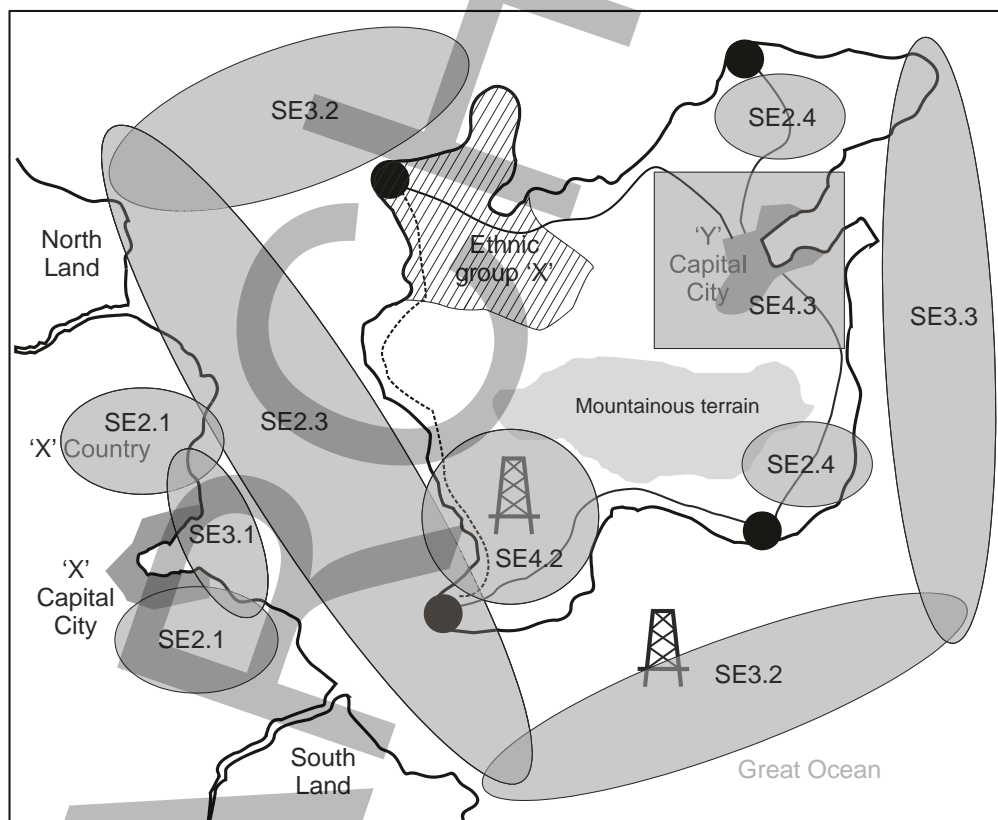 SE3.2
SE2.4
North
Land
Ethnic
group ‘X’
‘Y’
Capital
City
SE4.3
SE3.3
SE2.1
‘X’ Country
SE2.3
Mountainous terrain
SE2.4
SE3.1
SE4.2
‘X’
Capital
City
SE2.1
SE3.2
South
Land
Great Ocean